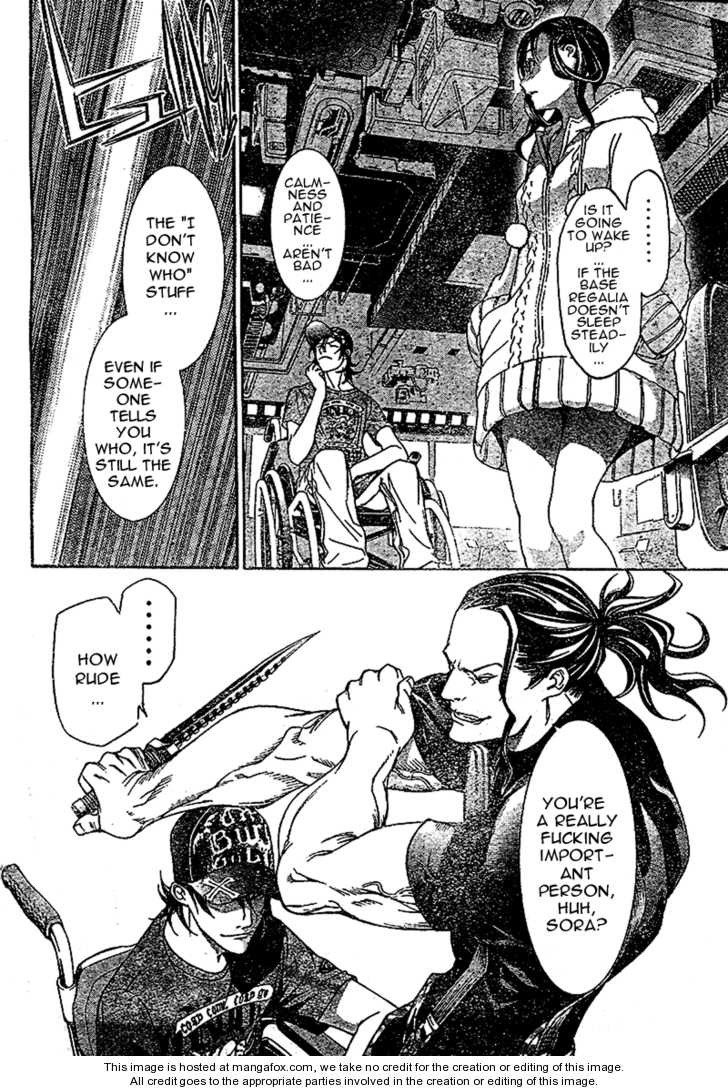 . . . . . .
IS IT
GOING
TO WAKE
UP?
...
IF THE
BASE
REGALIA
DOESN'T
SLEEP
STEAD-
ILY
...
CALM-
NESS
AND
PATIE-
NCE
...
AREN'T
BAD
...
THE "I
DON'T
KNOW
WHO"
STUFF
...
EVEN IF
SOME-
ONE
TELLS
YOU
WHO, IT'S
STILL THE
SAME.
YOU'RE
A REALLY
FUCKING
IMPORT-
ANT
PERSON,
HUH,
SORA?
. . . . . .
HOW
RUDE
...
This image is hosted at mangafox.com, we take no credit for the creation or editing of this image.
All credit goes to the appropriate parties involved in the creation or editing of this image.